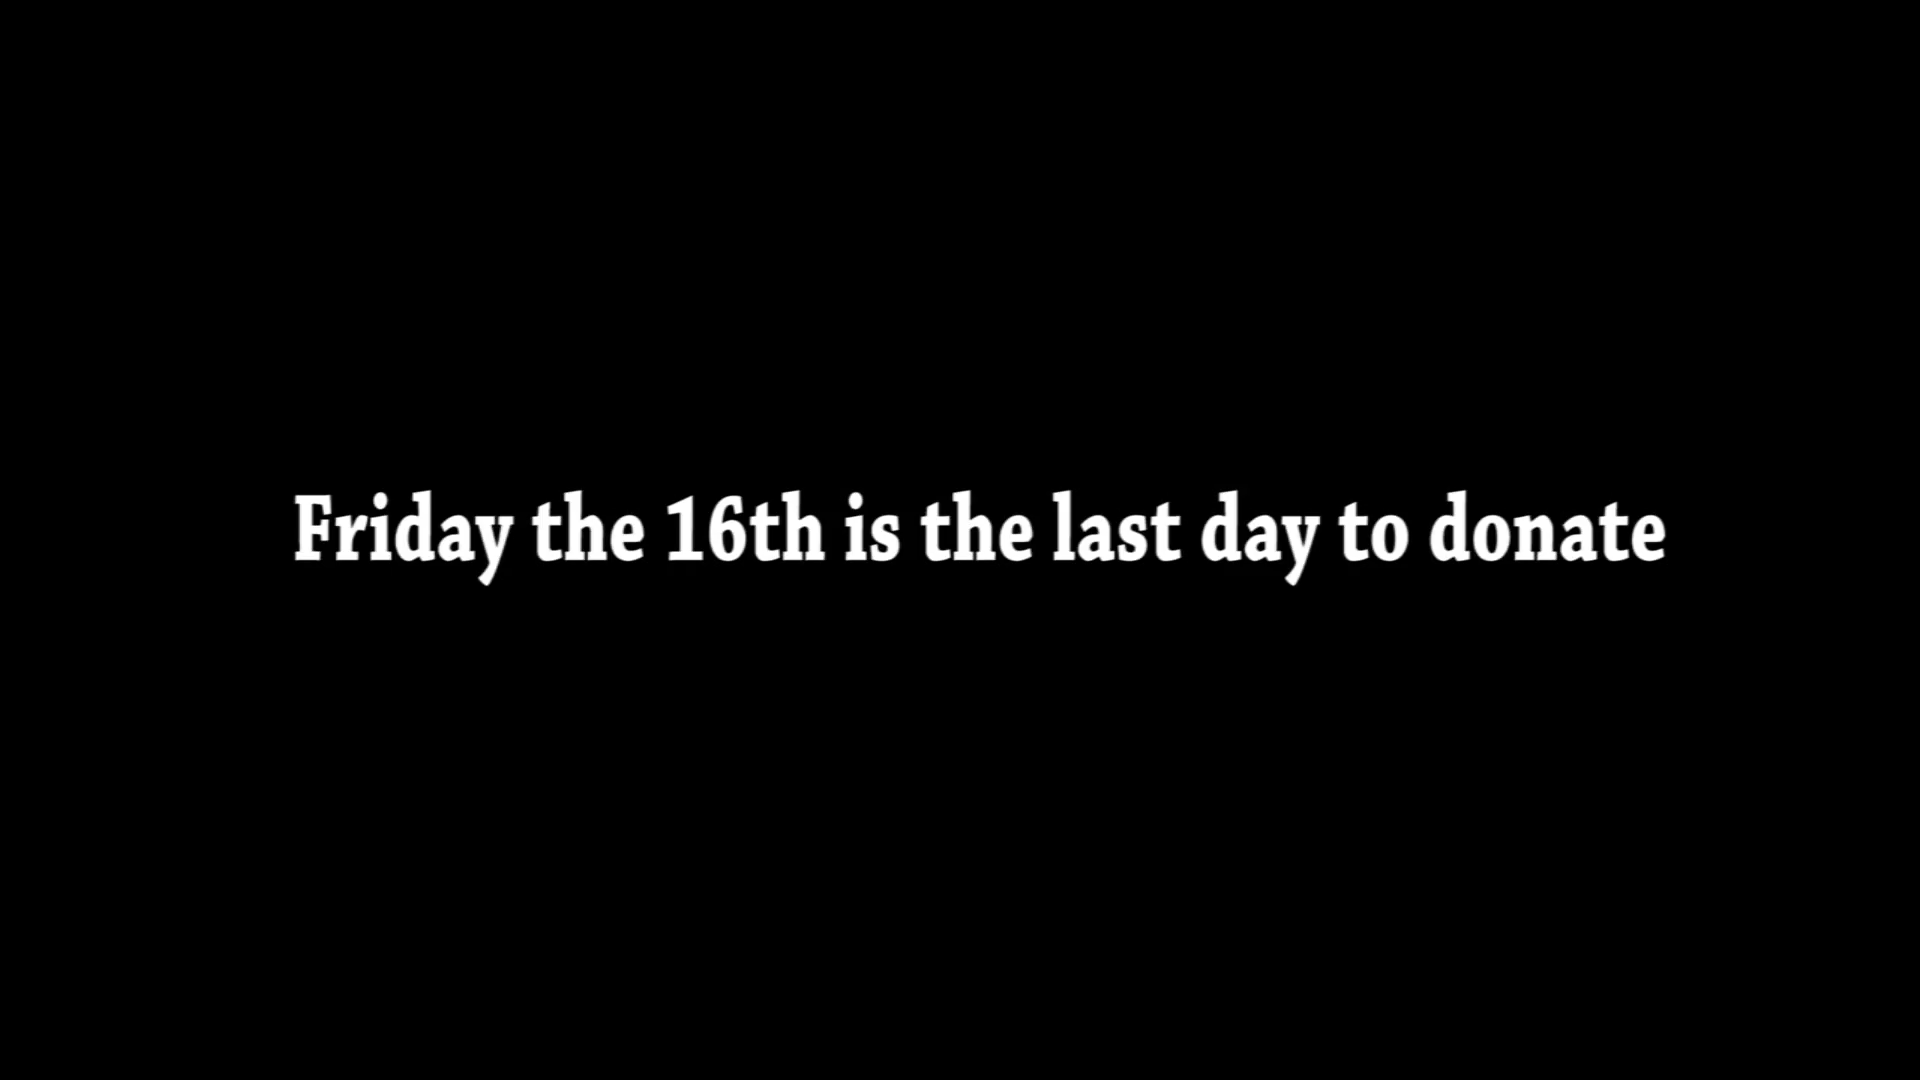 Friday the 16th is the last day to donate